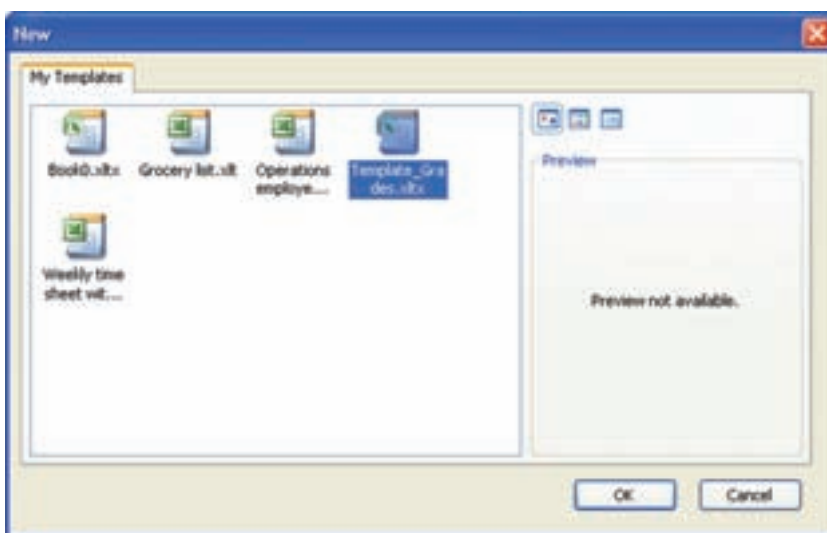 New
My Templates
Book0.xltx
Grocery list.xlt
Operations
employe....
Template_Gra
des.xltx
Weekly time
sheet wit....
Preview
Preview not available.
OK
Cancel